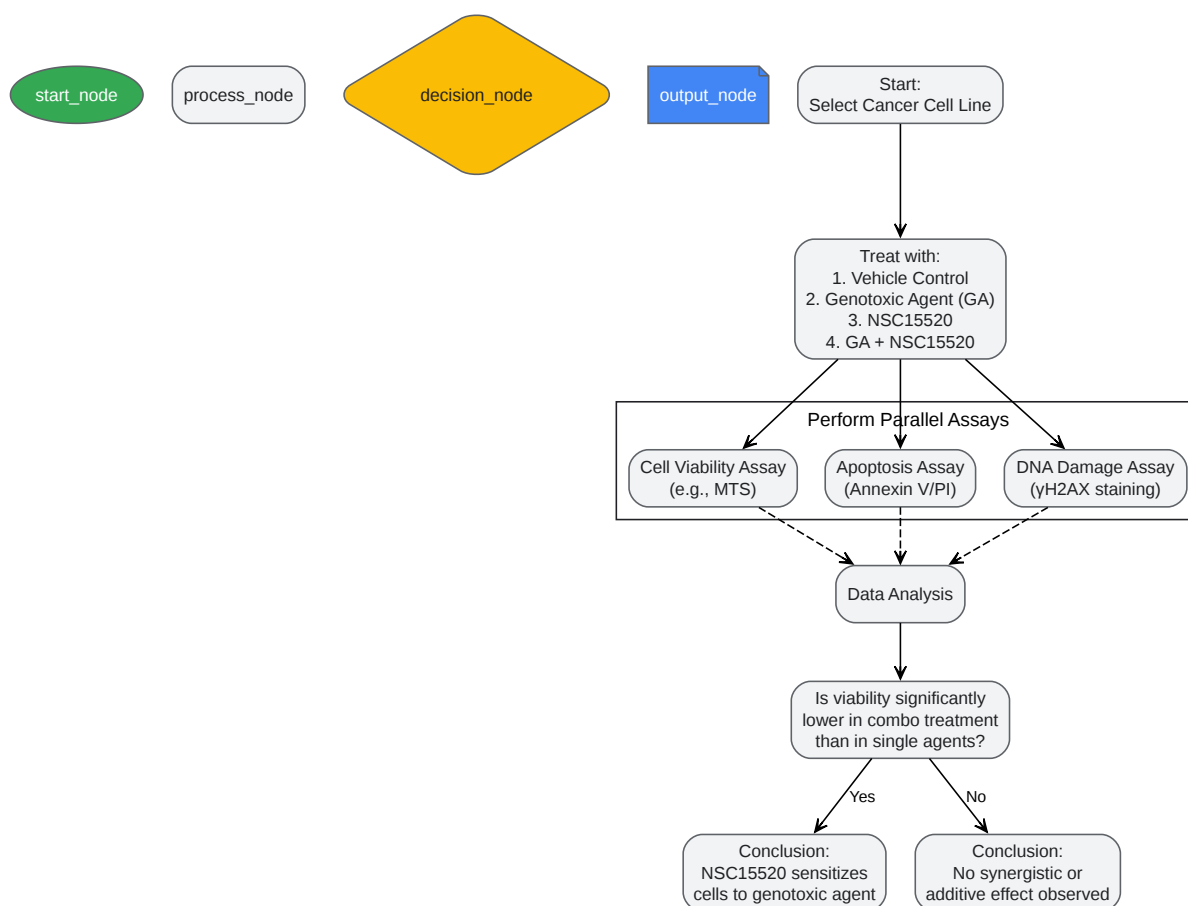 start_node
process_node
decision_node
output_node
Start:
Select Cancer Cell Line
Treat with:
1. Vehicle Control
2. Genotoxic Agent (GA)
3. NSC15520
4. GA + NSC15520
Perform Parallel Assays
Cell Viability Assay
(e.g., MTS)
Apoptosis Assay
(Annexin V/PI)
DNA Damage Assay
(γH2AX staining)
Data Analysis
Is viability significantly
lower in combo treatment
than in single agents?
Yes
No
Conclusion:
NSC15520 sensitizes
cells to genotoxic agent
Conclusion:
No synergistic or
additive effect observed